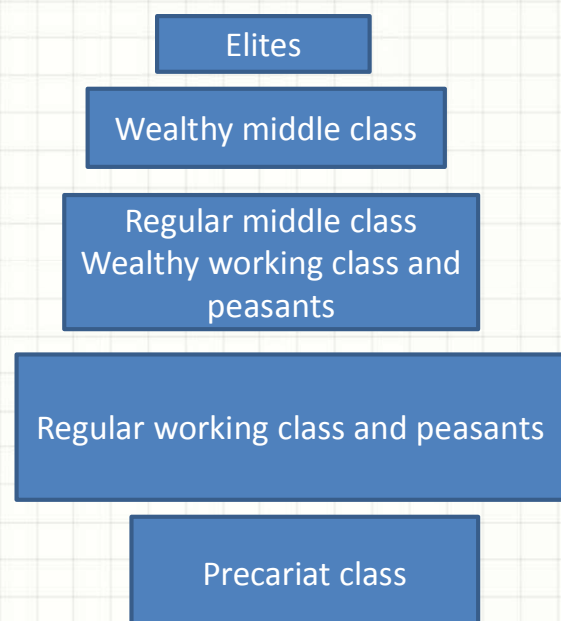 Elites
Wealthy middle class
Regular middle class
Wealthy working class and
peasants
Regular working class and peasants
Precariat class